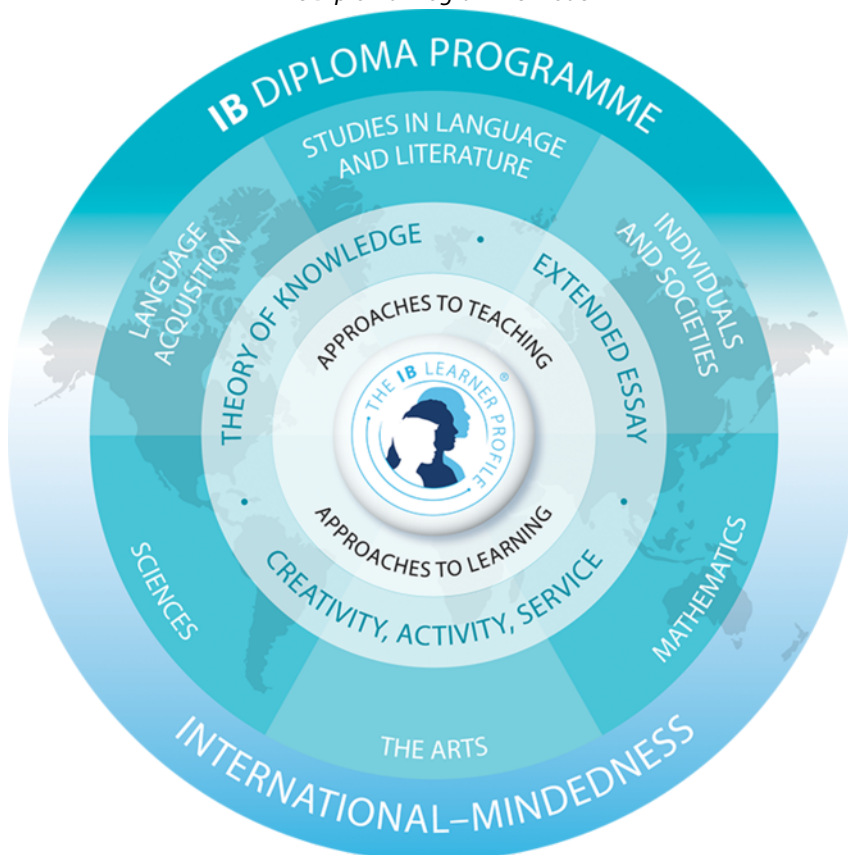 IB DIPLOMA PROGRAMME
STUDIES IN LANGUAGE
AND LITERATURE
LANGUAGE
ACQUISITION
INDIVIDUALS
AND SOCIETIES
THEORY OF KNOWLEDGE
•
EXTENDED ESSAY
APPROACHES TO TEACHING
THE IB LEARNER PROFILE
®
APPROACHES TO LEARNING
•
•
CREATIVITY, ACTIVITY, SERVICE
SCIENCES
MATHEMATICS
THE ARTS
INTERNATIONAL–MINDEDNESS